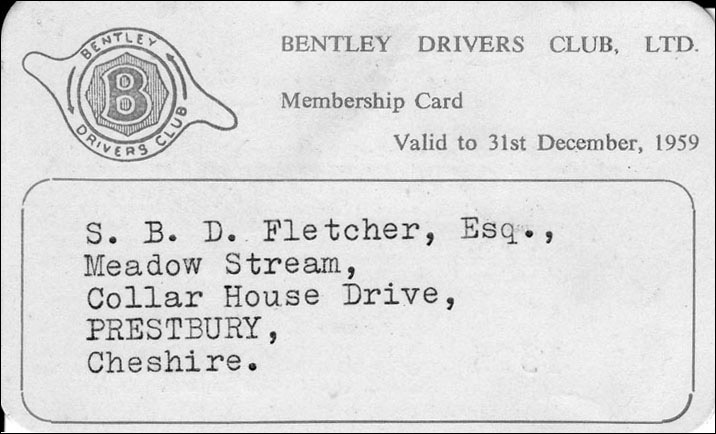 BENTLEY DRIVERS CLUB, LTD.
BENTLEY
B
DRIVERS CLUB
Membership Card
Valid to 31st December, 1959
S. B. D. Fletcher, Esq.,
Meadow Stream,
Collar House Drive,
PRESTBURY,
Cheshire.